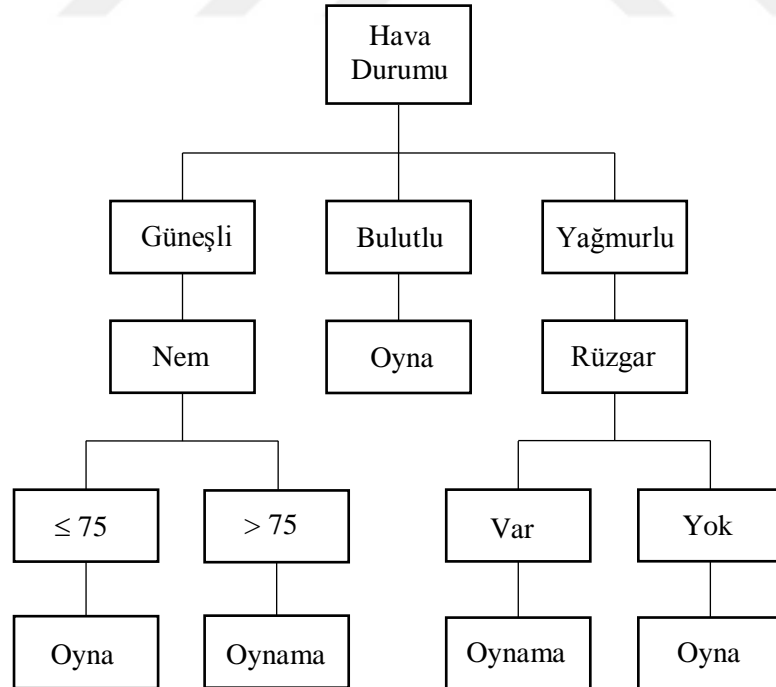 Hava
Durumu
Güneşli
Bulutlu
Yağmurlu
Nem
Oyna
Rüzgar
≤ 75
> 75
Var
Yok
Oyna
Oynama
Oynama
Oyna